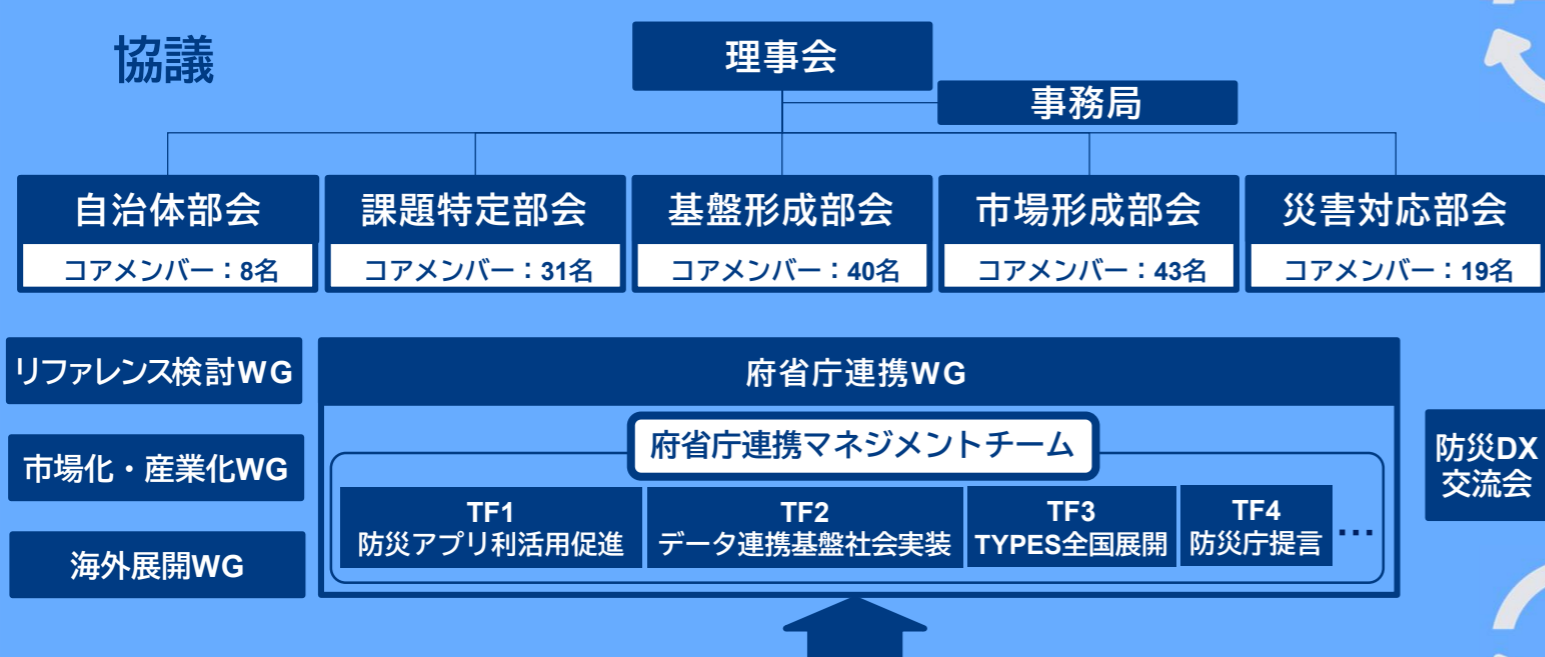 協議
理事会
事務局
自治体部会
コアメンバー：8名
課題特定部会
コアメンバー：31名
基盤形成部会
コアメンバー：40名
市場形成部会
コアメンバー：43名
災害対応部会
コアメンバー：19名
リファレンス検討WG
市場化・産業化WG
海外展開WG
府省庁連携WG
府省庁連携マネジメントチーム
TF1
防災アプリ利活用促進
TF2
データ連携基盤社会実装
TF3
TYPES全国展開
TF4
防災庁提言
…
防災DX
交流会